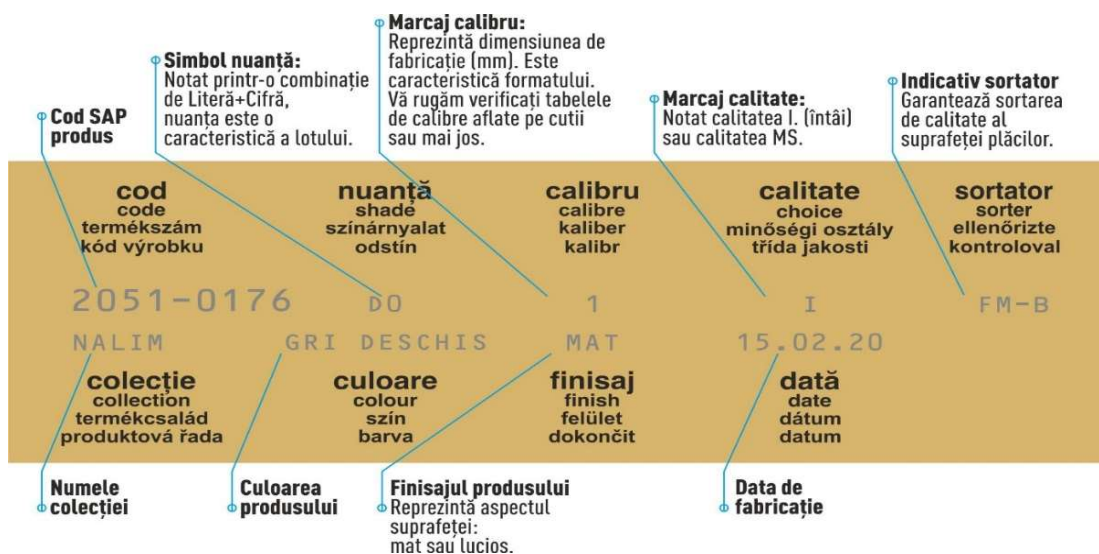 Marcaj calibru:
Reprezintă dimensiunea de
fabricație (mm). Este
caracteristică formatului.
Vă rugăm verificați tabelele
de calibre aflate pe cutii
sau mai jos.
Simbol nuanță:
Notat printr-o combinație
de Literă+Cifră,
nuanța este o
caracteristică a lotului.
Marcaj calitate:
Notat calitatea I. (întâi)
sau calitatea MS.
Indicativ sortator
Garantează sortarea
de calitate al
suprafeței plăcilor.
Cod SAP
produs
cod
code
termékszám
kód výrobku
nuanță
shade
színárnyalat
odstín
calibru
calibre
kaliber
kalibr
calitate
choice
minőségi osztály
třída jakosti
sortator
sorter
ellenőrizte
kontroloval
2051-0176 DO 1 I FM-B
NALIM GRI DESCHIS MAT 15.02.20
colecție
collection
termékcsalád
produktová řada
culoare
colour
szín
barva
finisaj
finish
felület
dokončit
dată
date
dátum
datum
Numele
colecției
Culoarea
produsului
Finisajul produsului
Reprezintă aspectul
suprafeței:
mat sau lucios.
Data de
fabricație